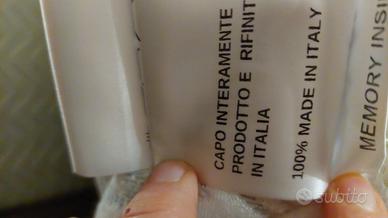 CAPO INTERAMENTE
PRODOTTO E RIFINIT
IN ITALIA
100% MADE IN ITALY
MEMORY INSI
subito